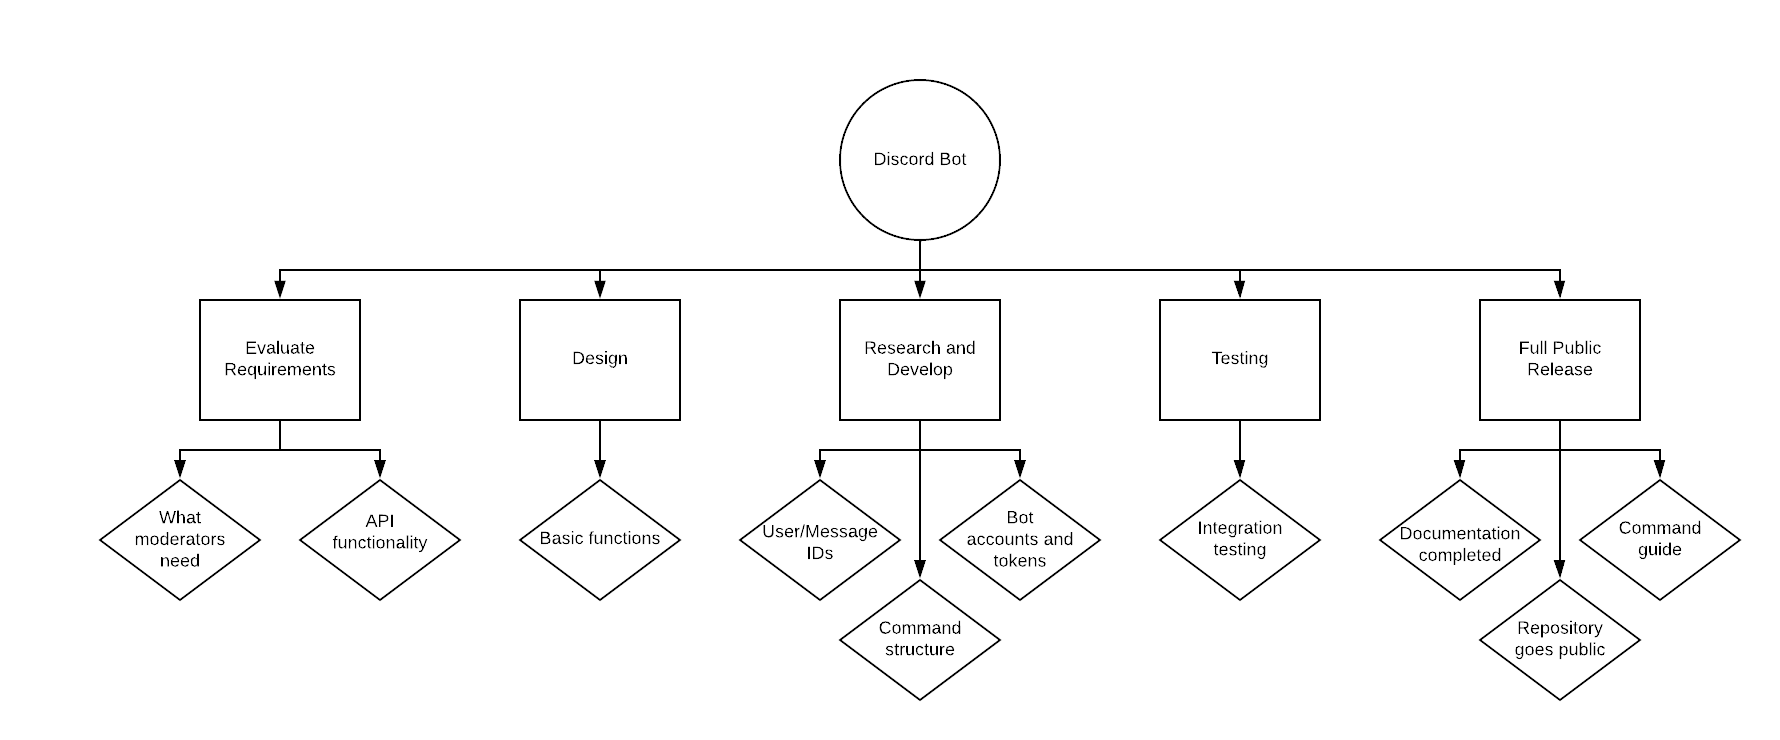 Discord Bot
Evaluate
Requirements
Design
Research and
Develop
Testing
Full Public
Release
What
moderators
need
API
functionality
Basic functions
User/Message
IDs
Bot
accounts and
tokens
Command
structure
Integration
testing
Documentation
completed
Command
guide
Repository
goes public